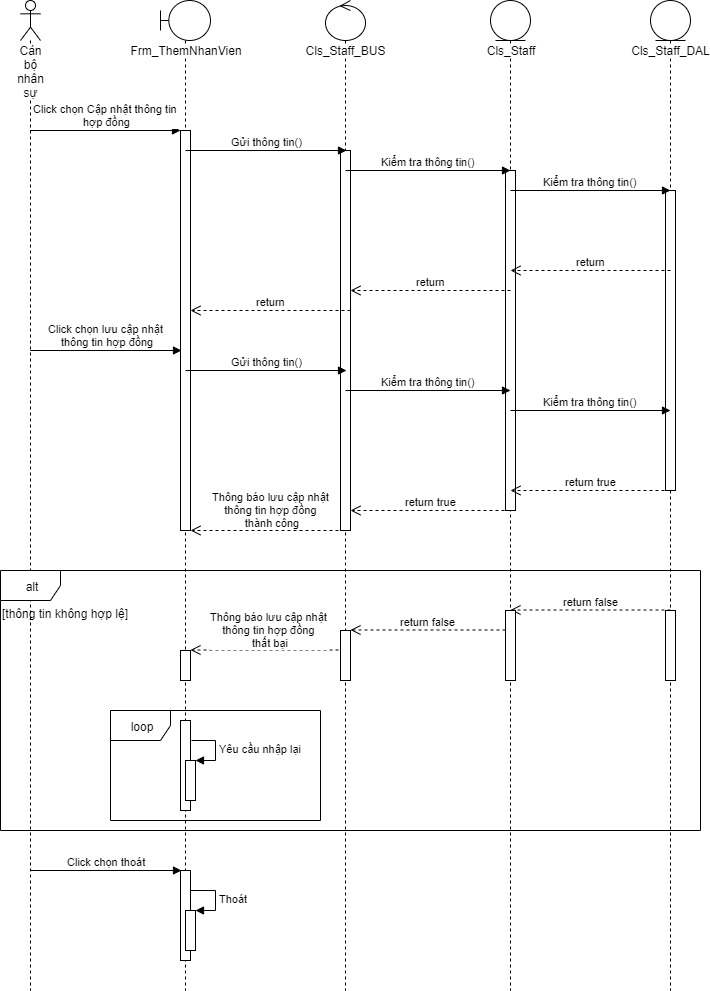 Cán
bộ
nhân
sự
Frm_ThemNhanVien
Cls_Staff_BUS
Cls_Staff
Cls_Staff_DAL
Click chọn Cập nhật thông tin
hợp đồng
Gửi thông tin()
Kiểm tra thông tin()
Kiểm tra thông tin()
return
return
return
Click chọn lưu cập nhật
thông tin hợp đồng
Gửi thông tin()
Kiểm tra thông tin()
Kiểm tra thông tin()
return true
return true
Thông báo lưu cập nhật
thông tin hợp đồng
thành công
alt
[thông tin không hợp lệ]
return false
return false
Thông báo lưu cập nhật
thông tin hợp đồng
thất bại
loop
Yêu cầu nhập lại
Click chọn thoát
Thoát